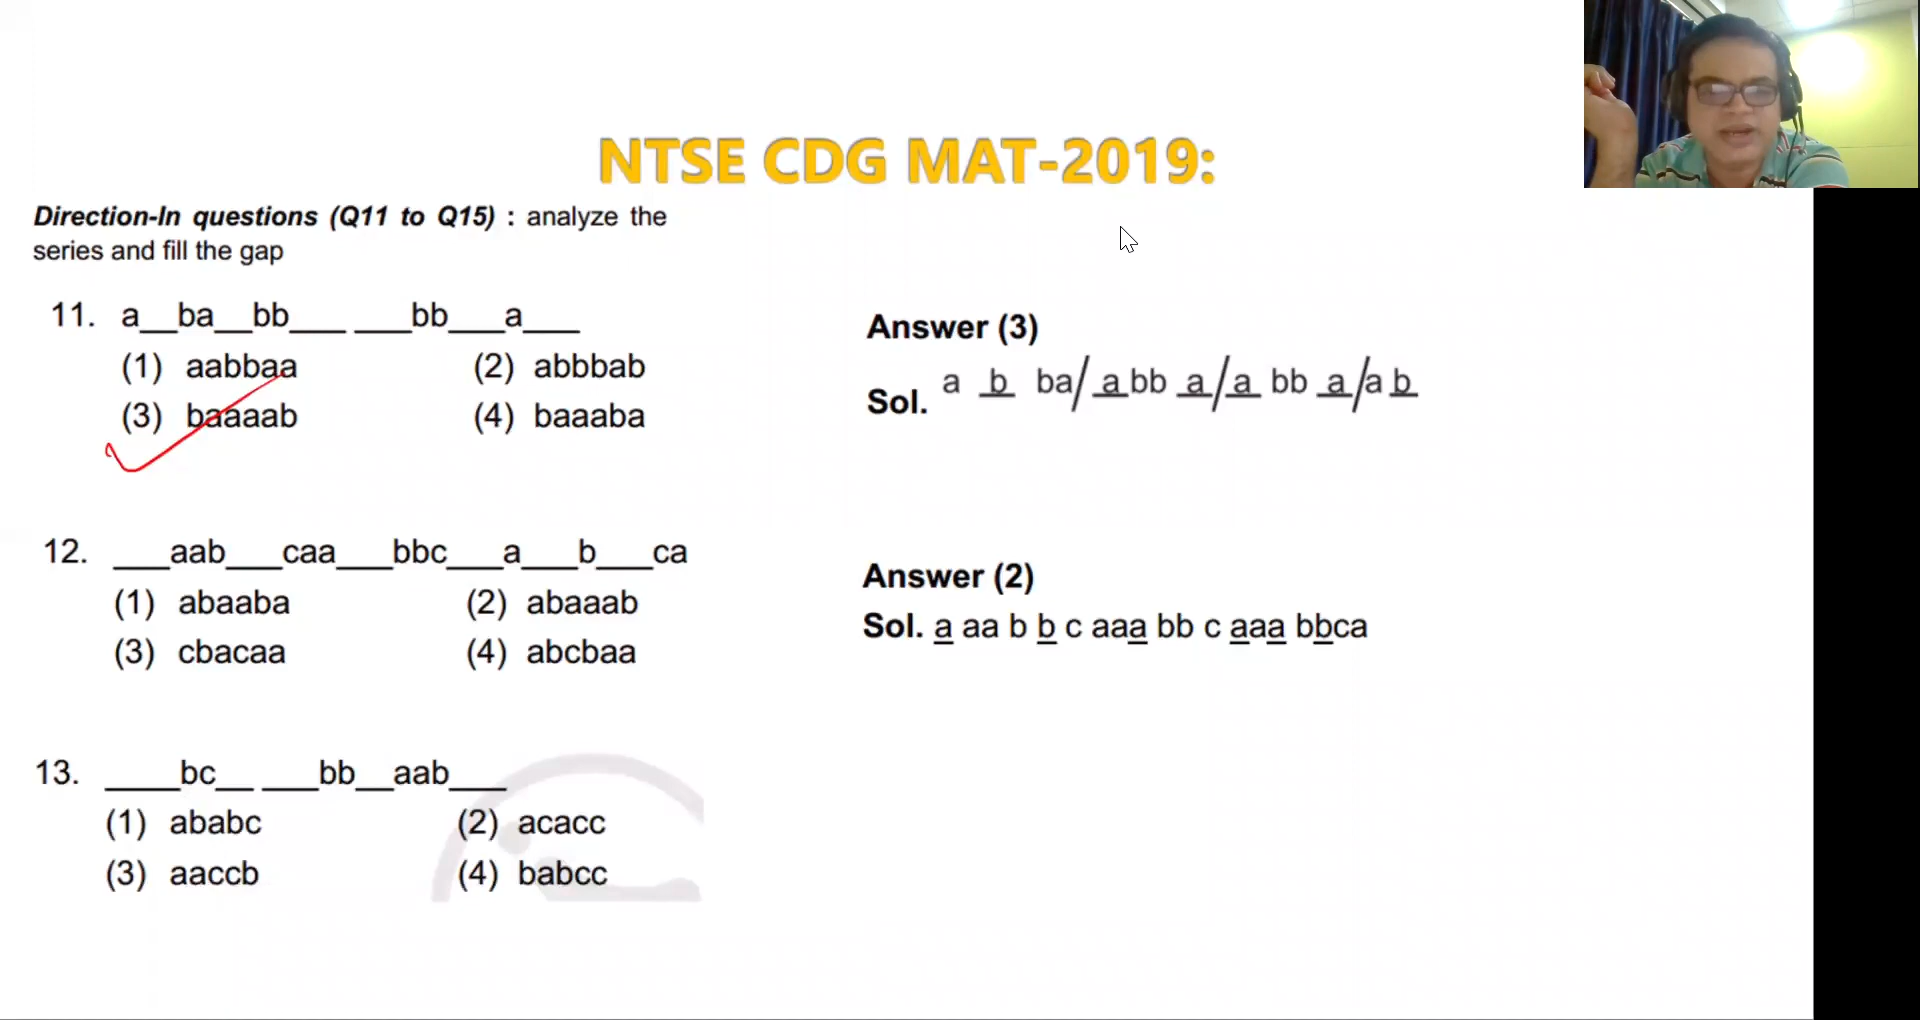 NTSE CDG MAT-2019:
Direction-In questions (Q11 to Q15) : analyze the
series and fill the gap
11. a__ba__bb___ ___bb___a___
(1) aabbaa (2) abbbab
(3) baaaab (4) baaaba
Answer (3)
Sol. a b ba/ a bb a/a bb a/a b
12. ___aab___caa___bbc___a___b___ca
(1) abaaba (2) abaaab
(3) cbacaa (4) abcbaa
Answer (2)
Sol. a aa b b c aaa bb c aaa bbca
13. ____bc__ ___bb__aab___
(1) ababc (2) acacc
(3) aaccb (4) babcc